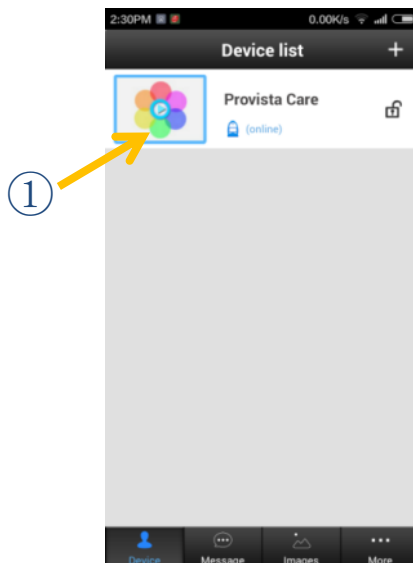 2:30PM 0.00K/s
Device list +
Provista Care
(online)
①
Device Message Images More